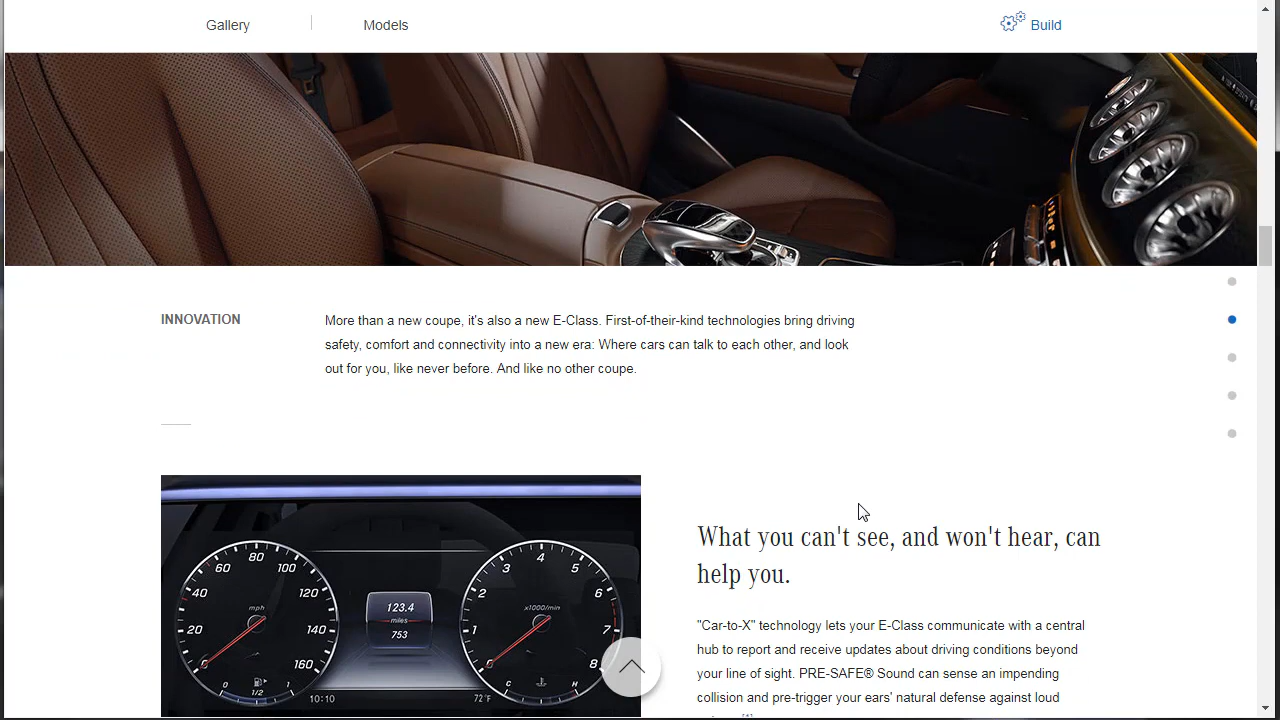 Gallery
Models
Build
INNOVATION
More than a new coupe, it's also a new E-Class. First-of-their-kind technologies bring driving
safety, comfort and connectivity into a new era: Where cars can talk to each other, and look
out for you, like never before. And like no other coupe.
What you can't see, and won't hear, can
help you.
"Car-to-X" technology lets your E-Class communicate with a central
hub to report and receive updates about driving conditions beyond
your line of sight. PRE-SAFE® Sound can sense an impending
collision and pre-trigger your ears' natural defense against loud
0 20 40 60 80 100 120 140 160
mph
0 1/2 1
10:10
123.4
miles
753
1 2 3 4 5 6 7 8
x1000/min
C H
72°F